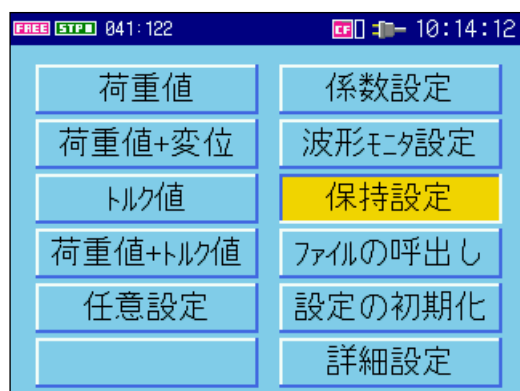 FREE STPⅡ 041:122 CF 10:14:12
荷重値
荷重値+変位
トルク値
荷重値+トルク値
任意設定
係数設定
波形モニタ設定
保持設定
ファイルの呼出し
設定の初期化
詳細設定